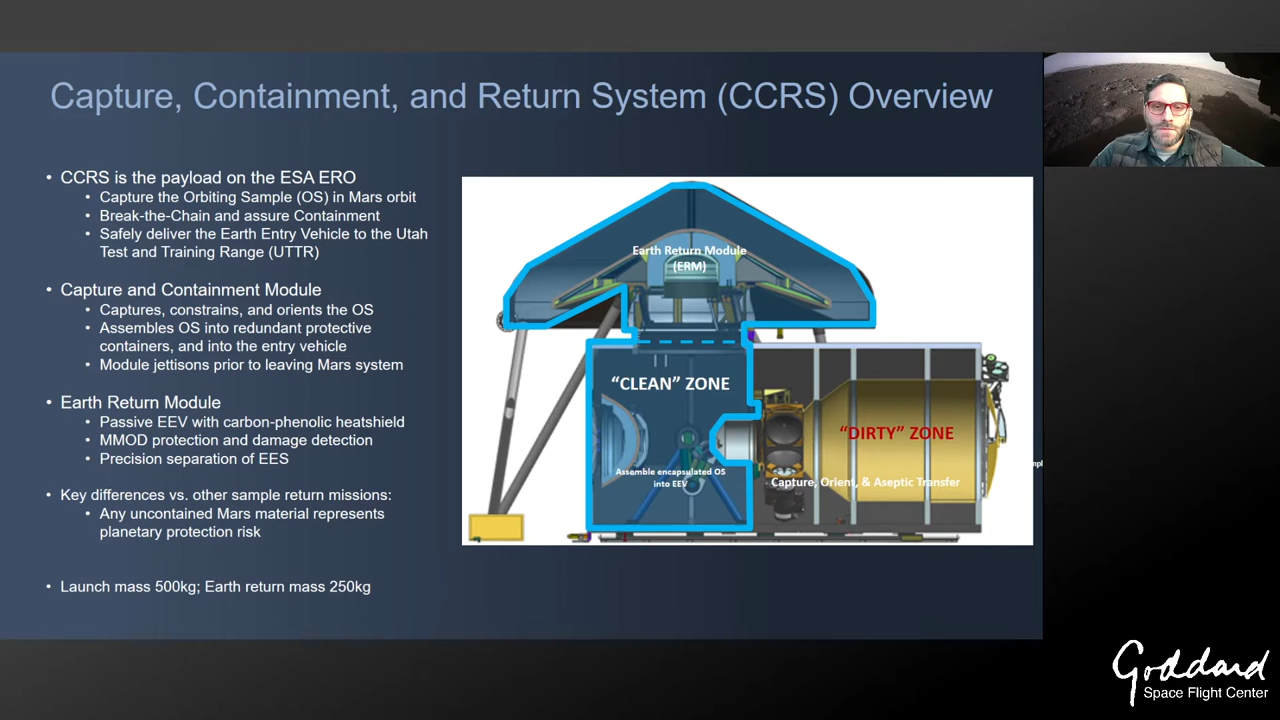 Capture, Containment, and Return System (CCRS) Overview
• CCRS is the payload on the ESA ERO
• Capture the Orbiting Sample (OS) in Mars orbit
• Break-the-Chain and assure Containment
• Safely deliver the Earth Entry Vehicle to the Utah
Test and Training Range (UTTR)
• Capture and Containment Module
• Captures, constrains, and orients the OS
• Assembles OS into redundant protective
containers, and into the entry vehicle
• Module jettisons prior to leaving Mars system
• Earth Return Module
• Passive EEV with carbon-phenolic heatshield
• MMOD protection and damage detection
• Precision separation of EES
• Key differences vs. other sample return missions:
• Any uncontained Mars material represents
planetary protection risk
• Launch mass 500kg; Earth return mass 250kg
Earth Return Module
(ERM)
“CLEAN” ZONE
Assemble encapsulated OS
into EEV
“DIRTY” ZONE
Capture, Orient, & Aseptic Transfer
Goddard
Space Flight Center